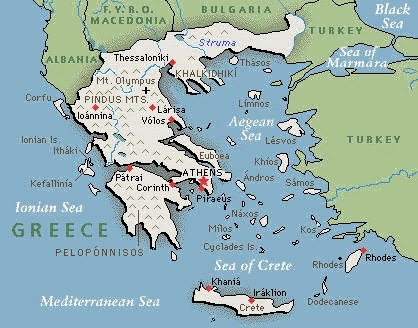 F.Y.R.O.
MACEDONIA
BULGARIA
Black
Sea
Struma
TURKEY
ALBANIA
Thessaloníki
Sea of
Marmára
Mt. Olympus
KHALKIDHIKI
Thásos
Corfu
PINDUS MTS.
Límnos
Ioánnina
Lárisa
Vólos
Aegean
Sea
Lésvos
TURKEY
Ionian Is.
Itháki
Euboea
Khíos
Kefallinía
Pátrai
ATHENS
Ándros
Sámos
Corinth
Piraeus
Ionian Sea
Náxos
GREECE
Mílos
Kos
PELOPÓNNISOS
Cyclades Is.
Rhodes
Rhodes
Sea of Crete
Khaniá
Iráklion
Dodecanese
Mediterranean Sea
Crete